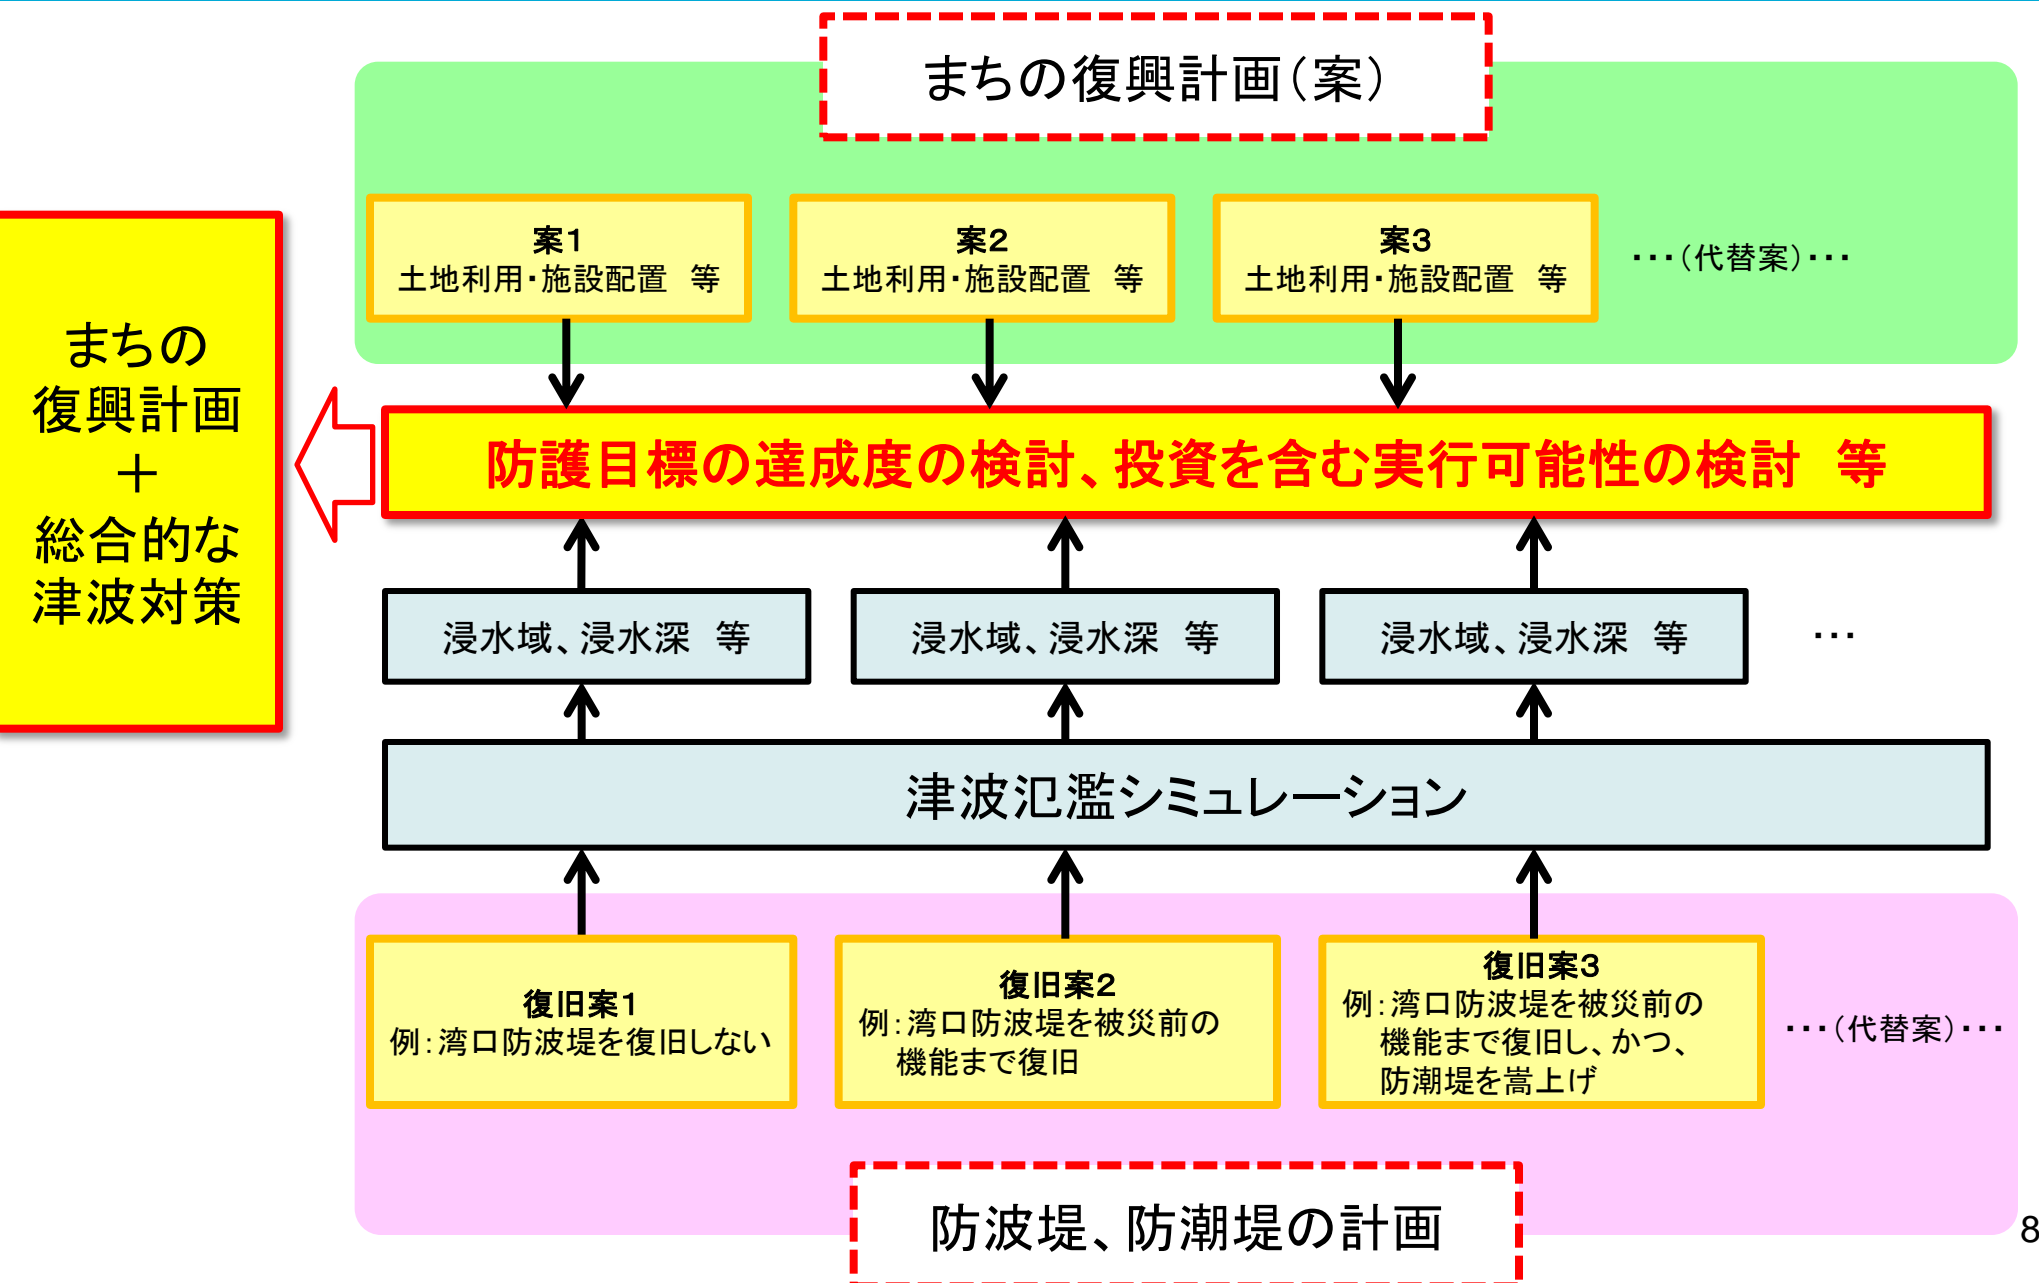 まちの復興計画（案）
案１
土地利用・施設配置　等
案２
土地利用・施設配置　等
案３
土地利用・施設配置　等
・・・（代替案）・・・
まちの
復興計画
＋
総合的な
津波対策
防護目標の達成度の検討、投資を含む実行可能性の検討　等
浸水域、浸水深　等
浸水域、浸水深　等
浸水域、浸水深　等
・・・
津波氾濫シミュレーション
復旧案１
例：湾口防波堤を復旧しない
復旧案２
例：湾口防波堤を被災前の
機能まで復旧
復旧案３
例：湾口防波堤を被災前の
機能まで復旧し、かつ、
防潮堤を嵩上げ
・・・（代替案）・・・
防波堤、防潮堤の計画
8